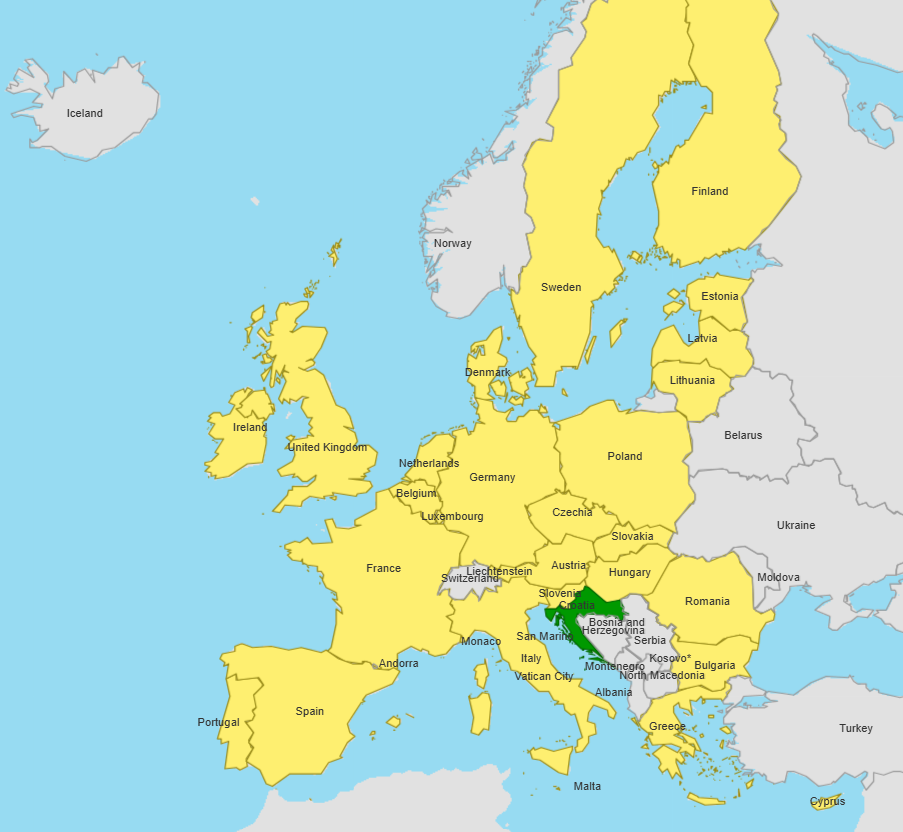 Iceland
Finland
Norway
Sweden
Estonia
Latvia
Denmark
Lithuania
Ireland
Belarus
United Kingdom
Poland
Netherlands
Germany
Belgium
Czechia
Luxembourg
Ukraine
Slovakia
France
Austria
Liechtenstein
Hungary
Switzerland
Moldova
Slovenia
Romania
Croatia
Bosnia and
Herzegovina
San Marino
Serbia
Monaco
Italy
Kosovo*
Andorra
Montenegro
Bulgaria
Vatican City
North Macedonia
Albania
Spain
Portugal
Greece
Turkey
Malta
Cyprus